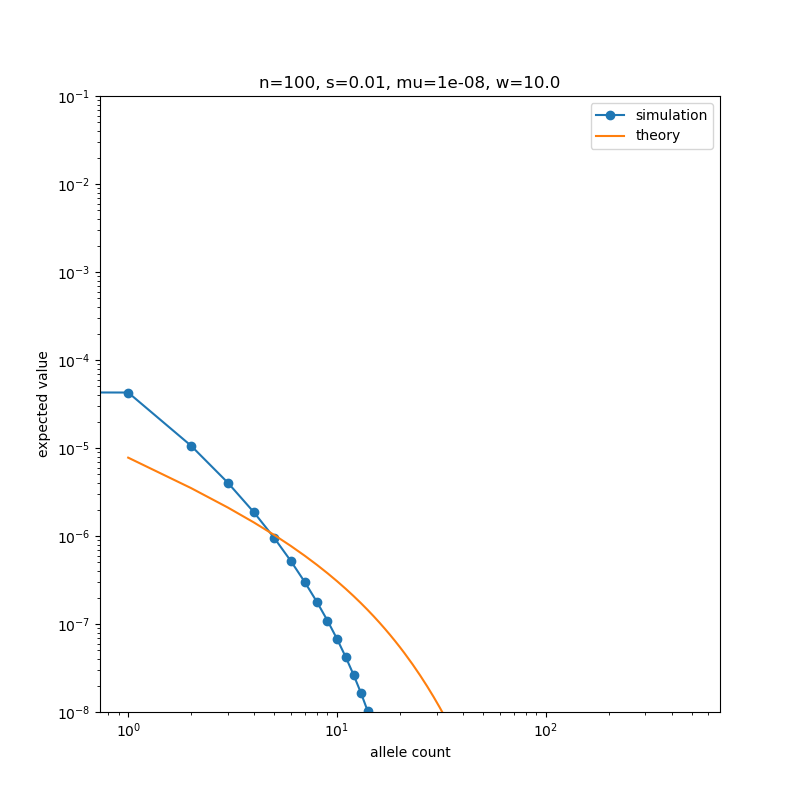 n=100, s=0.01, mu=1e-08, w=10.0
simulation
theory
10⁻¹
10⁻²
10⁻³
10⁻⁴
10⁻⁵
10⁻⁶
10⁻⁷
10⁻⁸
expected value
10⁰
10¹
10²
allele count